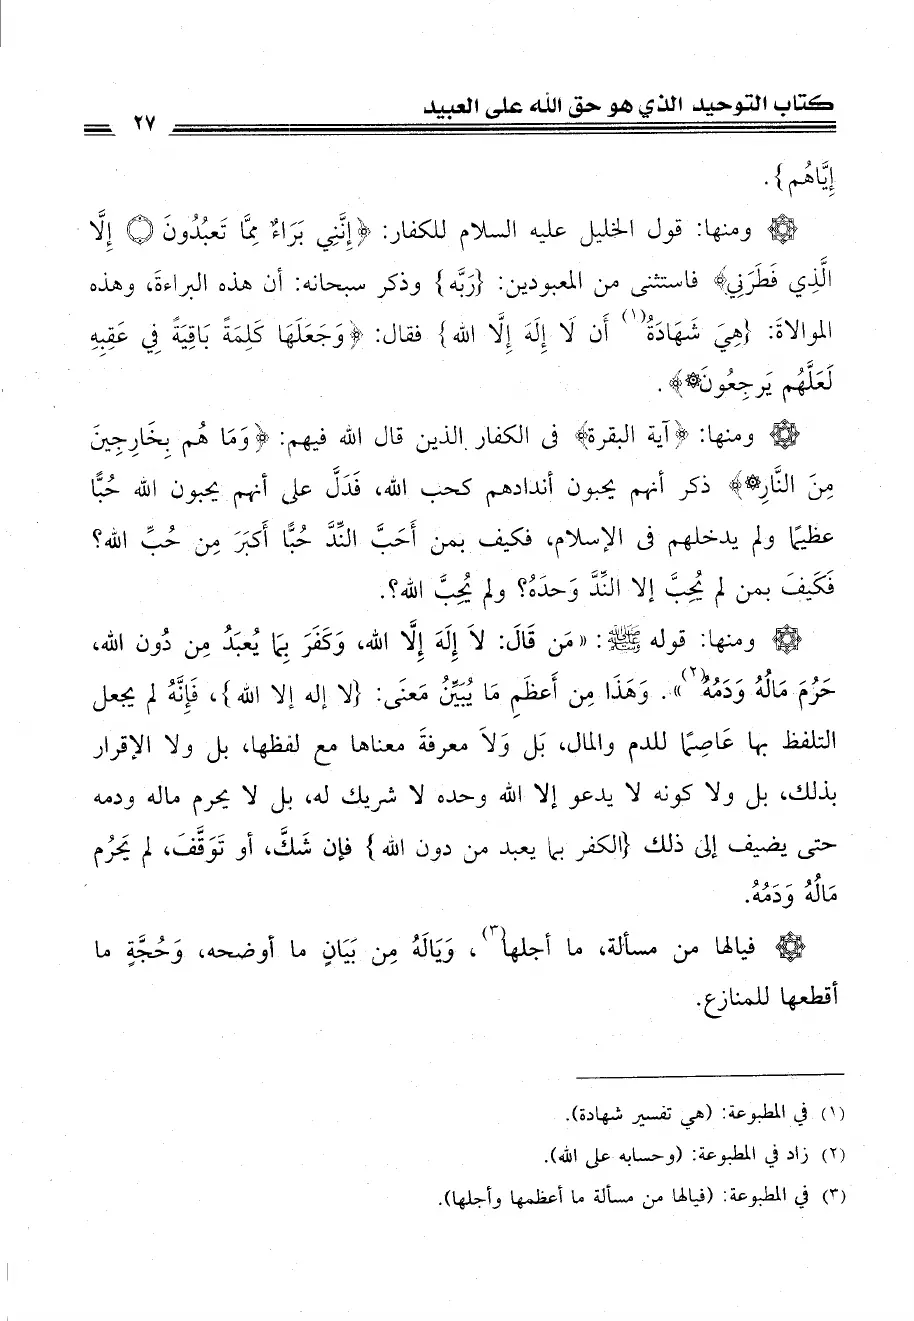 كتاب التوحيد الذي هو حق الله على العبيد
٢٧
إِيَّاهُم}.
۞ ومنها: قول الخليل عليه السلام للكفار: ﴿إِنَّنِي بَرَاءٌ مِمَّا تَعبُدُونَ ۝ إِلَّا
الَّذِي فَطَرَنِي﴾ فاستثنى من المعبودين: {رَبَّه} وذكر سبحانه: أن هذه البراءة، وهذه
الموالاة: {هِيَ شَهَادَةُ(١) أن لَا إِلَهَ إِلَّا الله} فقال: ﴿وَجَعَلَهَا كَلِمَةً بَاقِيَةً فِي عَقِبِهِ
لَعَلَّهُم يَرجِعُونَ۝﴾.
۞ ومنها: ﴿آية البقرة﴾ فى الكفار الذين قال الله فيهم: ﴿وَمَا هُم بِخَارِجِينَ
مِنَ النَّارِ۝﴾ ذكر أنهم يحبون أندادهم كحب الله، فَدَلَّ على أنهم يحبون الله حُبًّا
عظيمًا ولم يدخلهم فى الإسلام، فكيف بمن أَحَبَّ النِّدَّ حُبًّا أَكبَرَ مِن حُبِّ الله؟
فَكَيفَ بمن لم يُحِبَّ إلا النِّدَّ وَحدَهُ؟ ولم يُحِبَّ الله؟.
۞ ومنها: قوله ﷺ: «مَن قَالَ: لاَ إِلَهَ إِلَّا الله، وَكَفَرَ بِمَا يُعبَدُ مِن دُون الله،
حَرُمَ مَالُهُ وَدَمُهُ(٢)». وَهَذَا مِن أَعظَمِ مَا يُبَيِّنُ مَعنَى: {لا إله إلا الله}، فَإِنَّهُ لم يجعل
التلفظ بها عَاصِمًا للدم والمال، بَل وَلاَ معرفةَ معناها مع لفظها، بل ولا الإقرار
بذلك، بل ولا كونه لا يدعو إلا الله وحده لا شريك له، بل لا يحرم ماله ودمه
حتى يضيف إلى ذلك {الكفر بما يعبد من دون الله} فإن شَكَّ، أو تَوَقَّفَ، لم يَحرُم
مَالُهُ وَدَمُهُ.
۞ فيالها من مسألة، ما أجلها(٣)، وَيَالَهُ مِن بَيَانٍ ما أوضحه، وَحُجَّةٍ ما
أقطعها للمنازع.
(١) في المطبوعة: (هي تفسير شهادة).
(٢) زاد في المطبوعة: (وحسابه على الله).
(٣) في المطبوعة: (فيالها من مسألة ما أعظمها وأجلها).